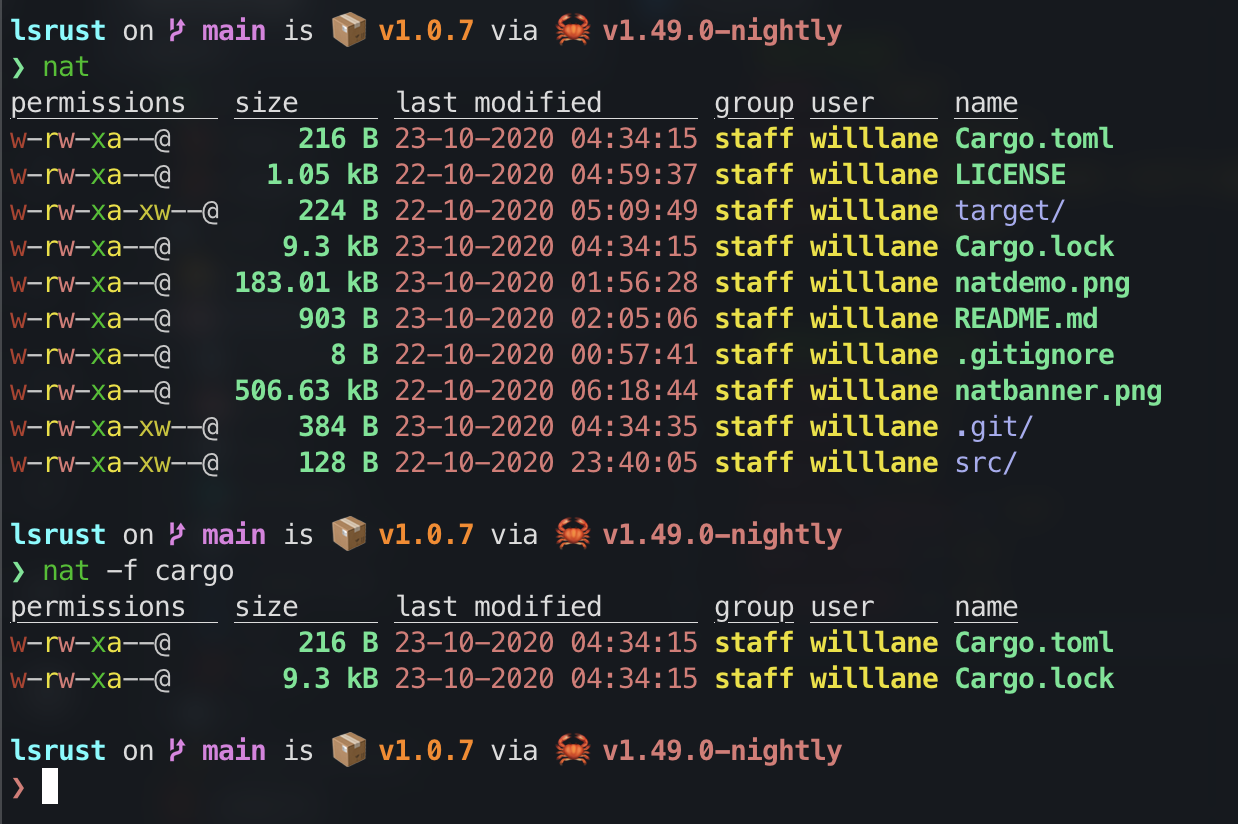 lsrust on main is 📦 v1.0.7 via 🦀 v1.49.0-nightly
❯ nat
permissions size last modified group user name
w-rw-xa--@ 216 B 23-10-2020 04:34:15 staff willlane Cargo.toml
w-rw-xa--@ 1.05 kB 22-10-2020 04:59:37 staff willlane LICENSE
w-rw-xa-xw--@ 224 B 22-10-2020 05:09:49 staff willlane target/
w-rw-xa--@ 9.3 kB 23-10-2020 04:34:15 staff willlane Cargo.lock
w-rw-xa--@ 183.01 kB 23-10-2020 01:56:28 staff willlane natdemo.png
w-rw-xa--@ 903 B 23-10-2020 02:05:06 staff willlane README.md
w-rw-xa--@ 8 B 22-10-2020 00:57:41 staff willlane .gitignore
w-rw-xa--@ 506.63 kB 22-10-2020 06:18:44 staff willlane natbanner.png
w-rw-xa-xw--@ 384 B 23-10-2020 04:34:35 staff willlane .git/
w-rw-xa-xw--@ 128 B 22-10-2020 23:40:05 staff willlane src/
lsrust on main is 📦 v1.0.7 via 🦀 v1.49.0-nightly
❯ nat -f cargo
permissions size last modified group user name
w-rw-xa--@ 216 B 23-10-2020 04:34:15 staff willlane Cargo.toml
w-rw-xa--@ 9.3 kB 23-10-2020 04:34:15 staff willlane Cargo.lock
lsrust on main is 📦 v1.0.7 via 🦀 v1.49.0-nightly
❯